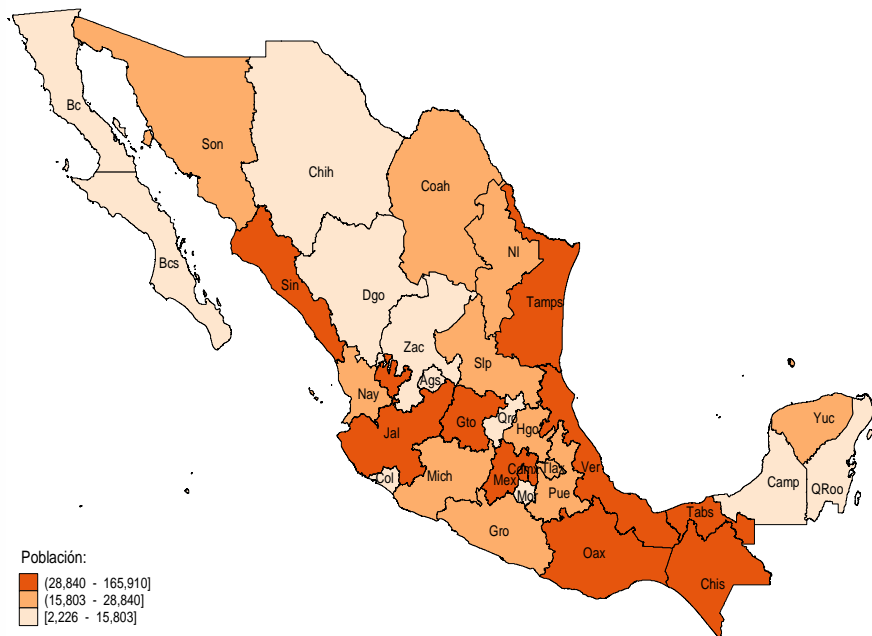 Bc
Son
Chih
Coah
Bcs
Nl
Sin
Dgo
Tamps
Zac
Slp
Ags
Nay
Gto
Qro
Yuc
Jal
Hgo
Ver
Cdmx
Tlax
Col
Mich
Mex
Mor
Pue
Camp
QRoo
Tabs
Gro
Oax
Chis
Población:
(28,840 - 165,910]
(15,803 - 28,840]
[2,226 - 15,803]